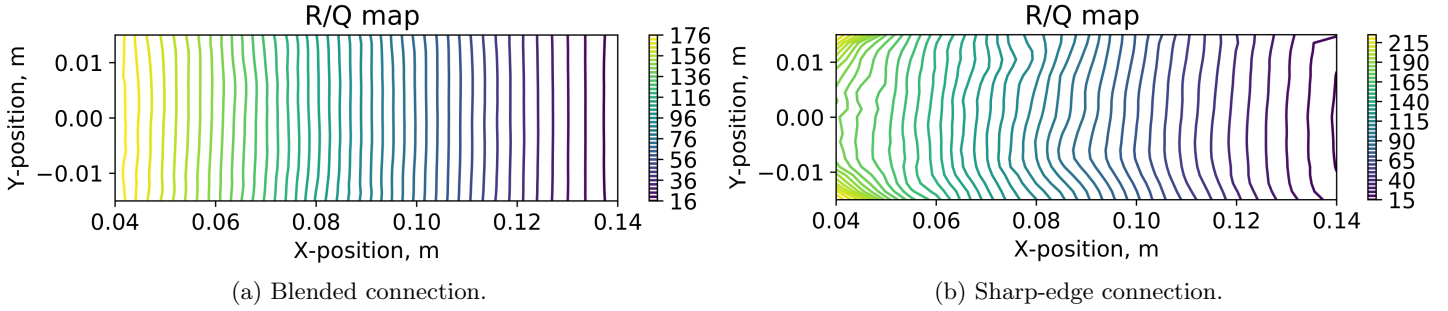 R/Q map
Y-position, m
0.01
0.00
−0.01
0.04 0.06 0.08 0.10 0.12 0.14
X-position, m
176
156
136
116
96
76
56
36
16
(a) Blended connection.
R/Q map
Y-position, m
0.01
0.00
−0.01
0.04 0.06 0.08 0.10 0.12 0.14
X-position, m
215
190
165
140
115
90
65
40
15
(b) Sharp-edge connection.